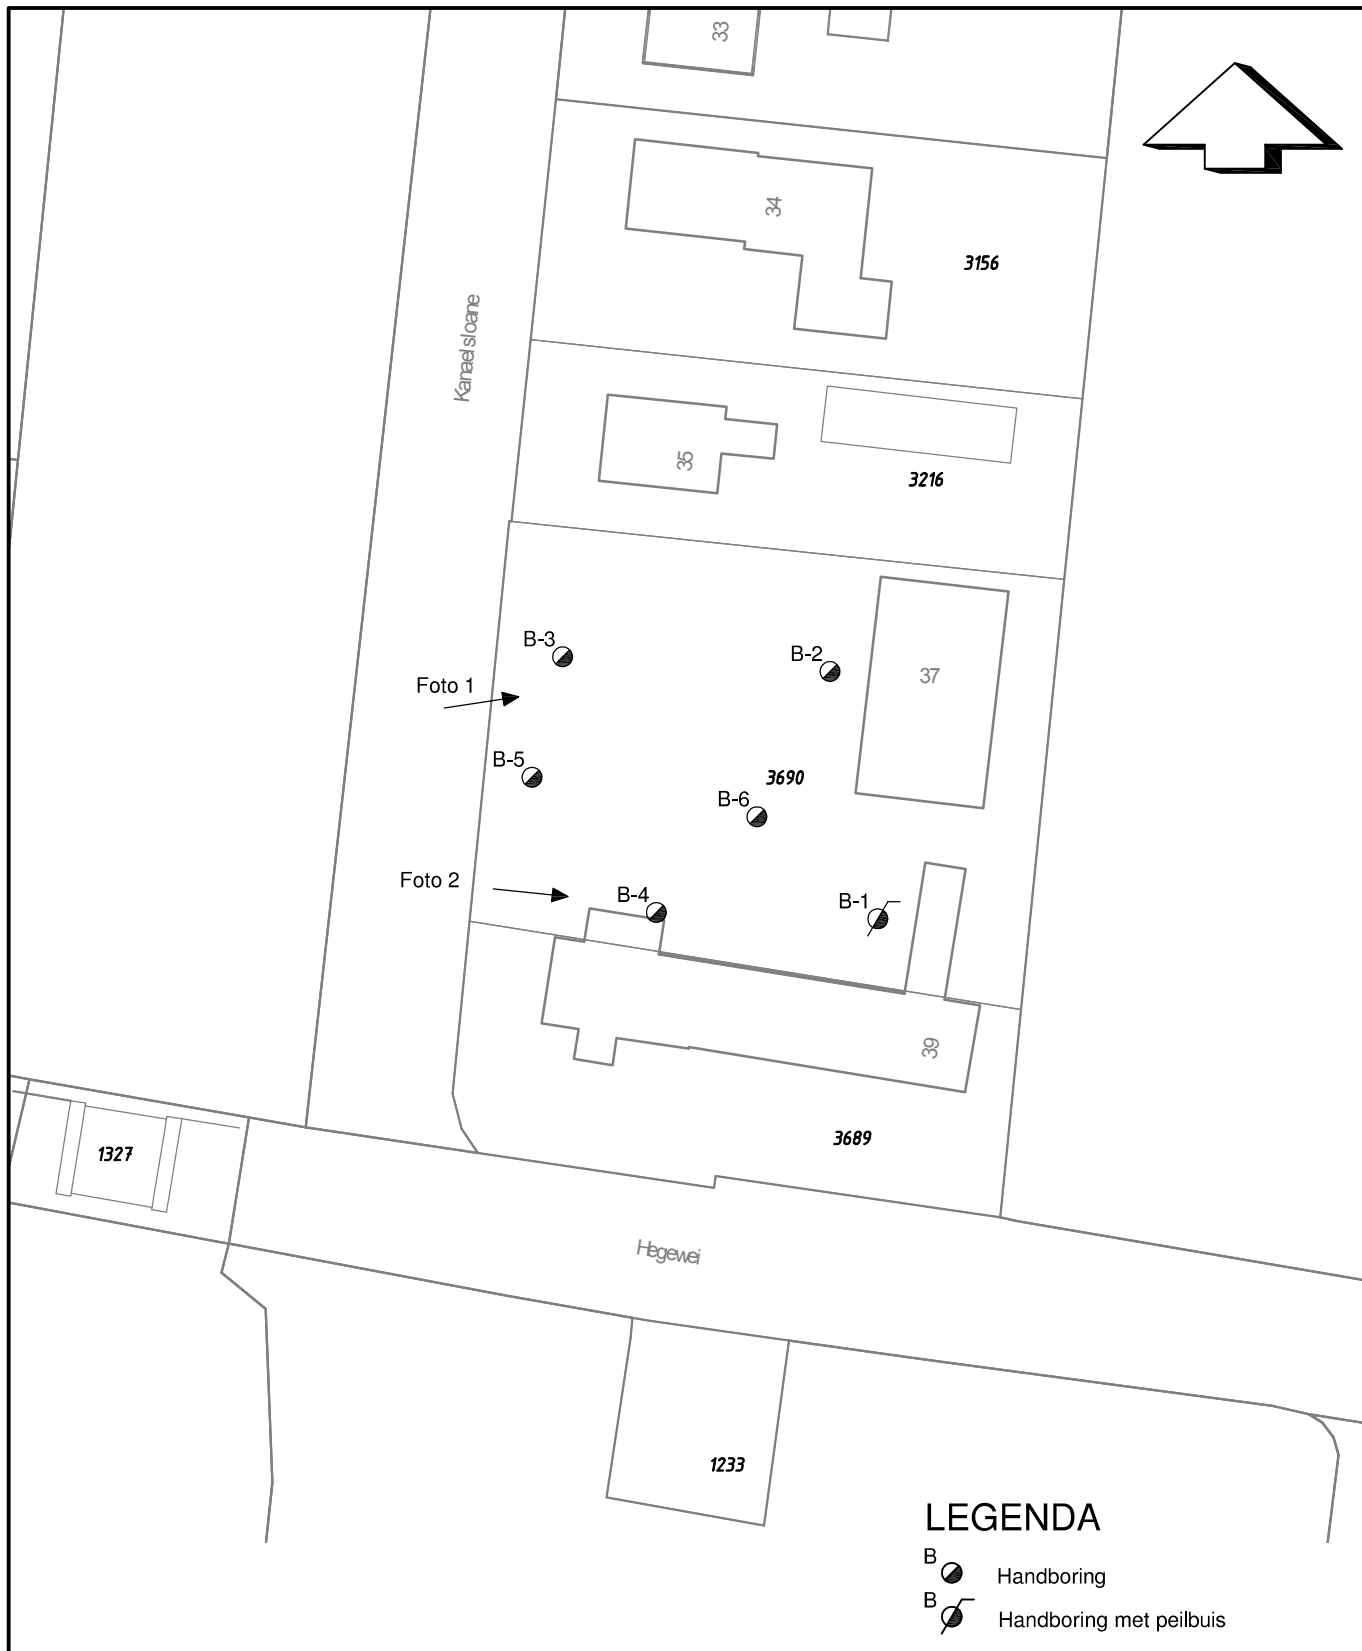 33
34
3156
Kanaelsloane
35
3216
B-3
B-2
37
Foto 1
B-5
3690
B-6
Foto 2
B-4
B-1
39
3689
1327
Hegewei
1233
LEGENDA
B Handboring
B Handboring met peilbuis